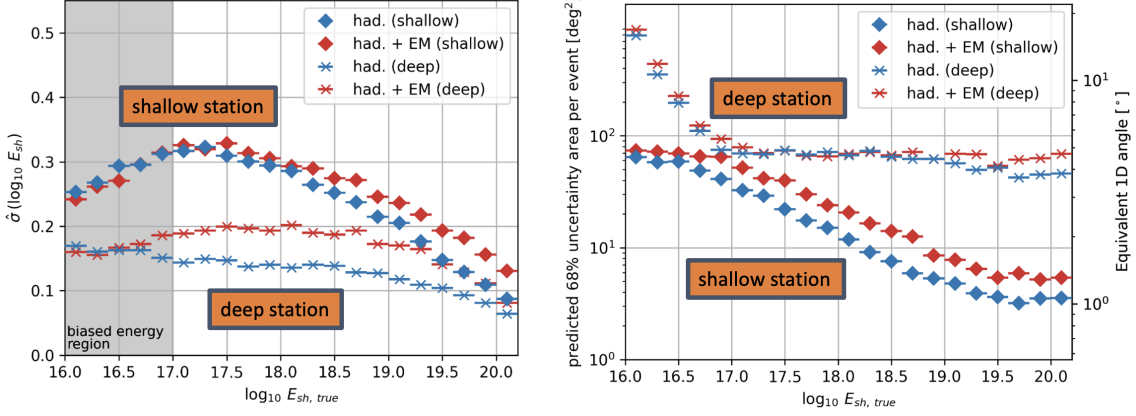 0.5
0.4
0.3
0.2
0.1
0.0
σ̂ (log₁₀ E_sh)
had. (shallow)
had. + EM (shallow)
had. (deep)
had. + EM (deep)
shallow station
deep station
biased energy
region
16.0 16.5 17.0 17.5 18.0 18.5 19.0 19.5 20.0
log₁₀ E_sh, true
predicted 68% uncertainty area per event [deg²
10²
10¹
10⁰
had. (shallow)
had. + EM (shallow)
had. (deep)
had. + EM (deep)
deep station
shallow station
16.0 16.5 17.0 17.5 18.0 18.5 19.0 19.5 20.0
log₁₀ E_sh, true
10¹
10⁰
Equivalent 1D angle [°]